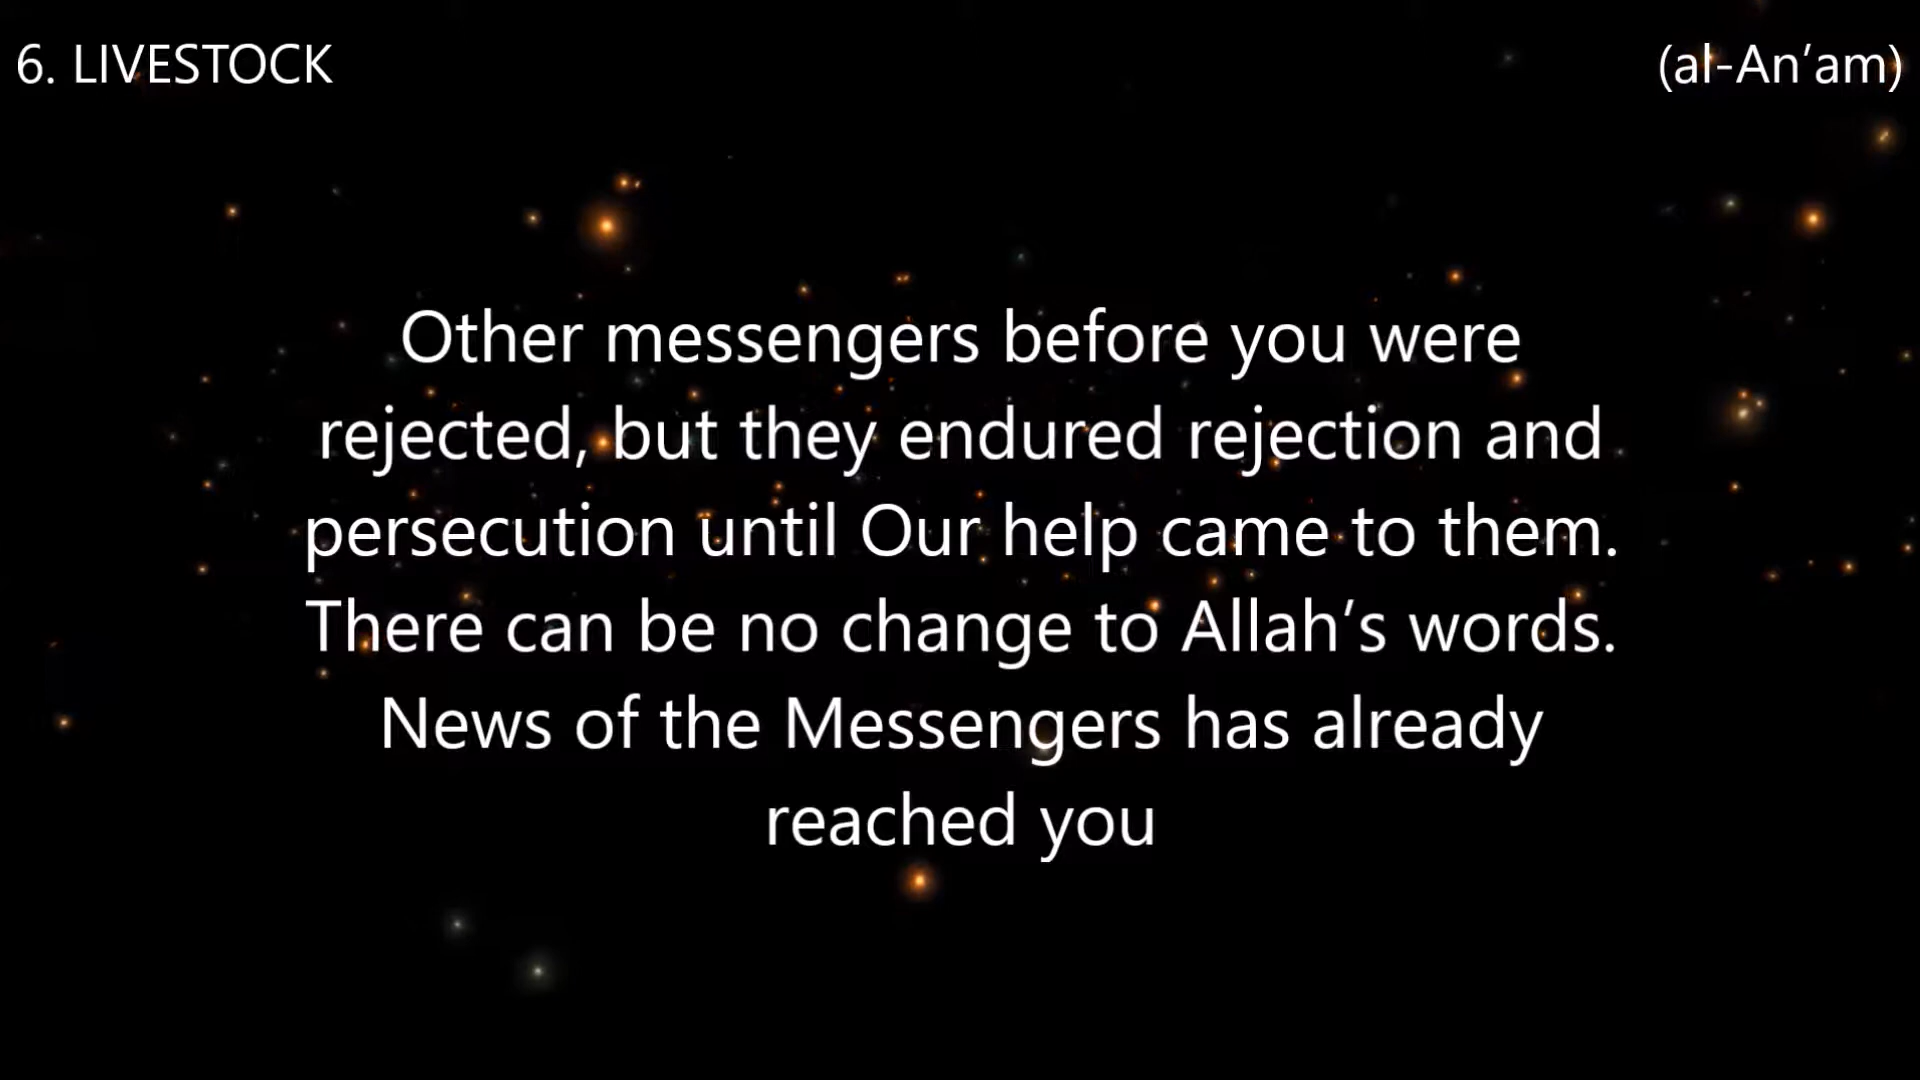 6. LIVESTOCK
(al-An’am)
Other messengers before you were
rejected, but they endured rejection and
persecution until Our help came to them.
There can be no change to Allah’s words.
News of the Messengers has already
reached you